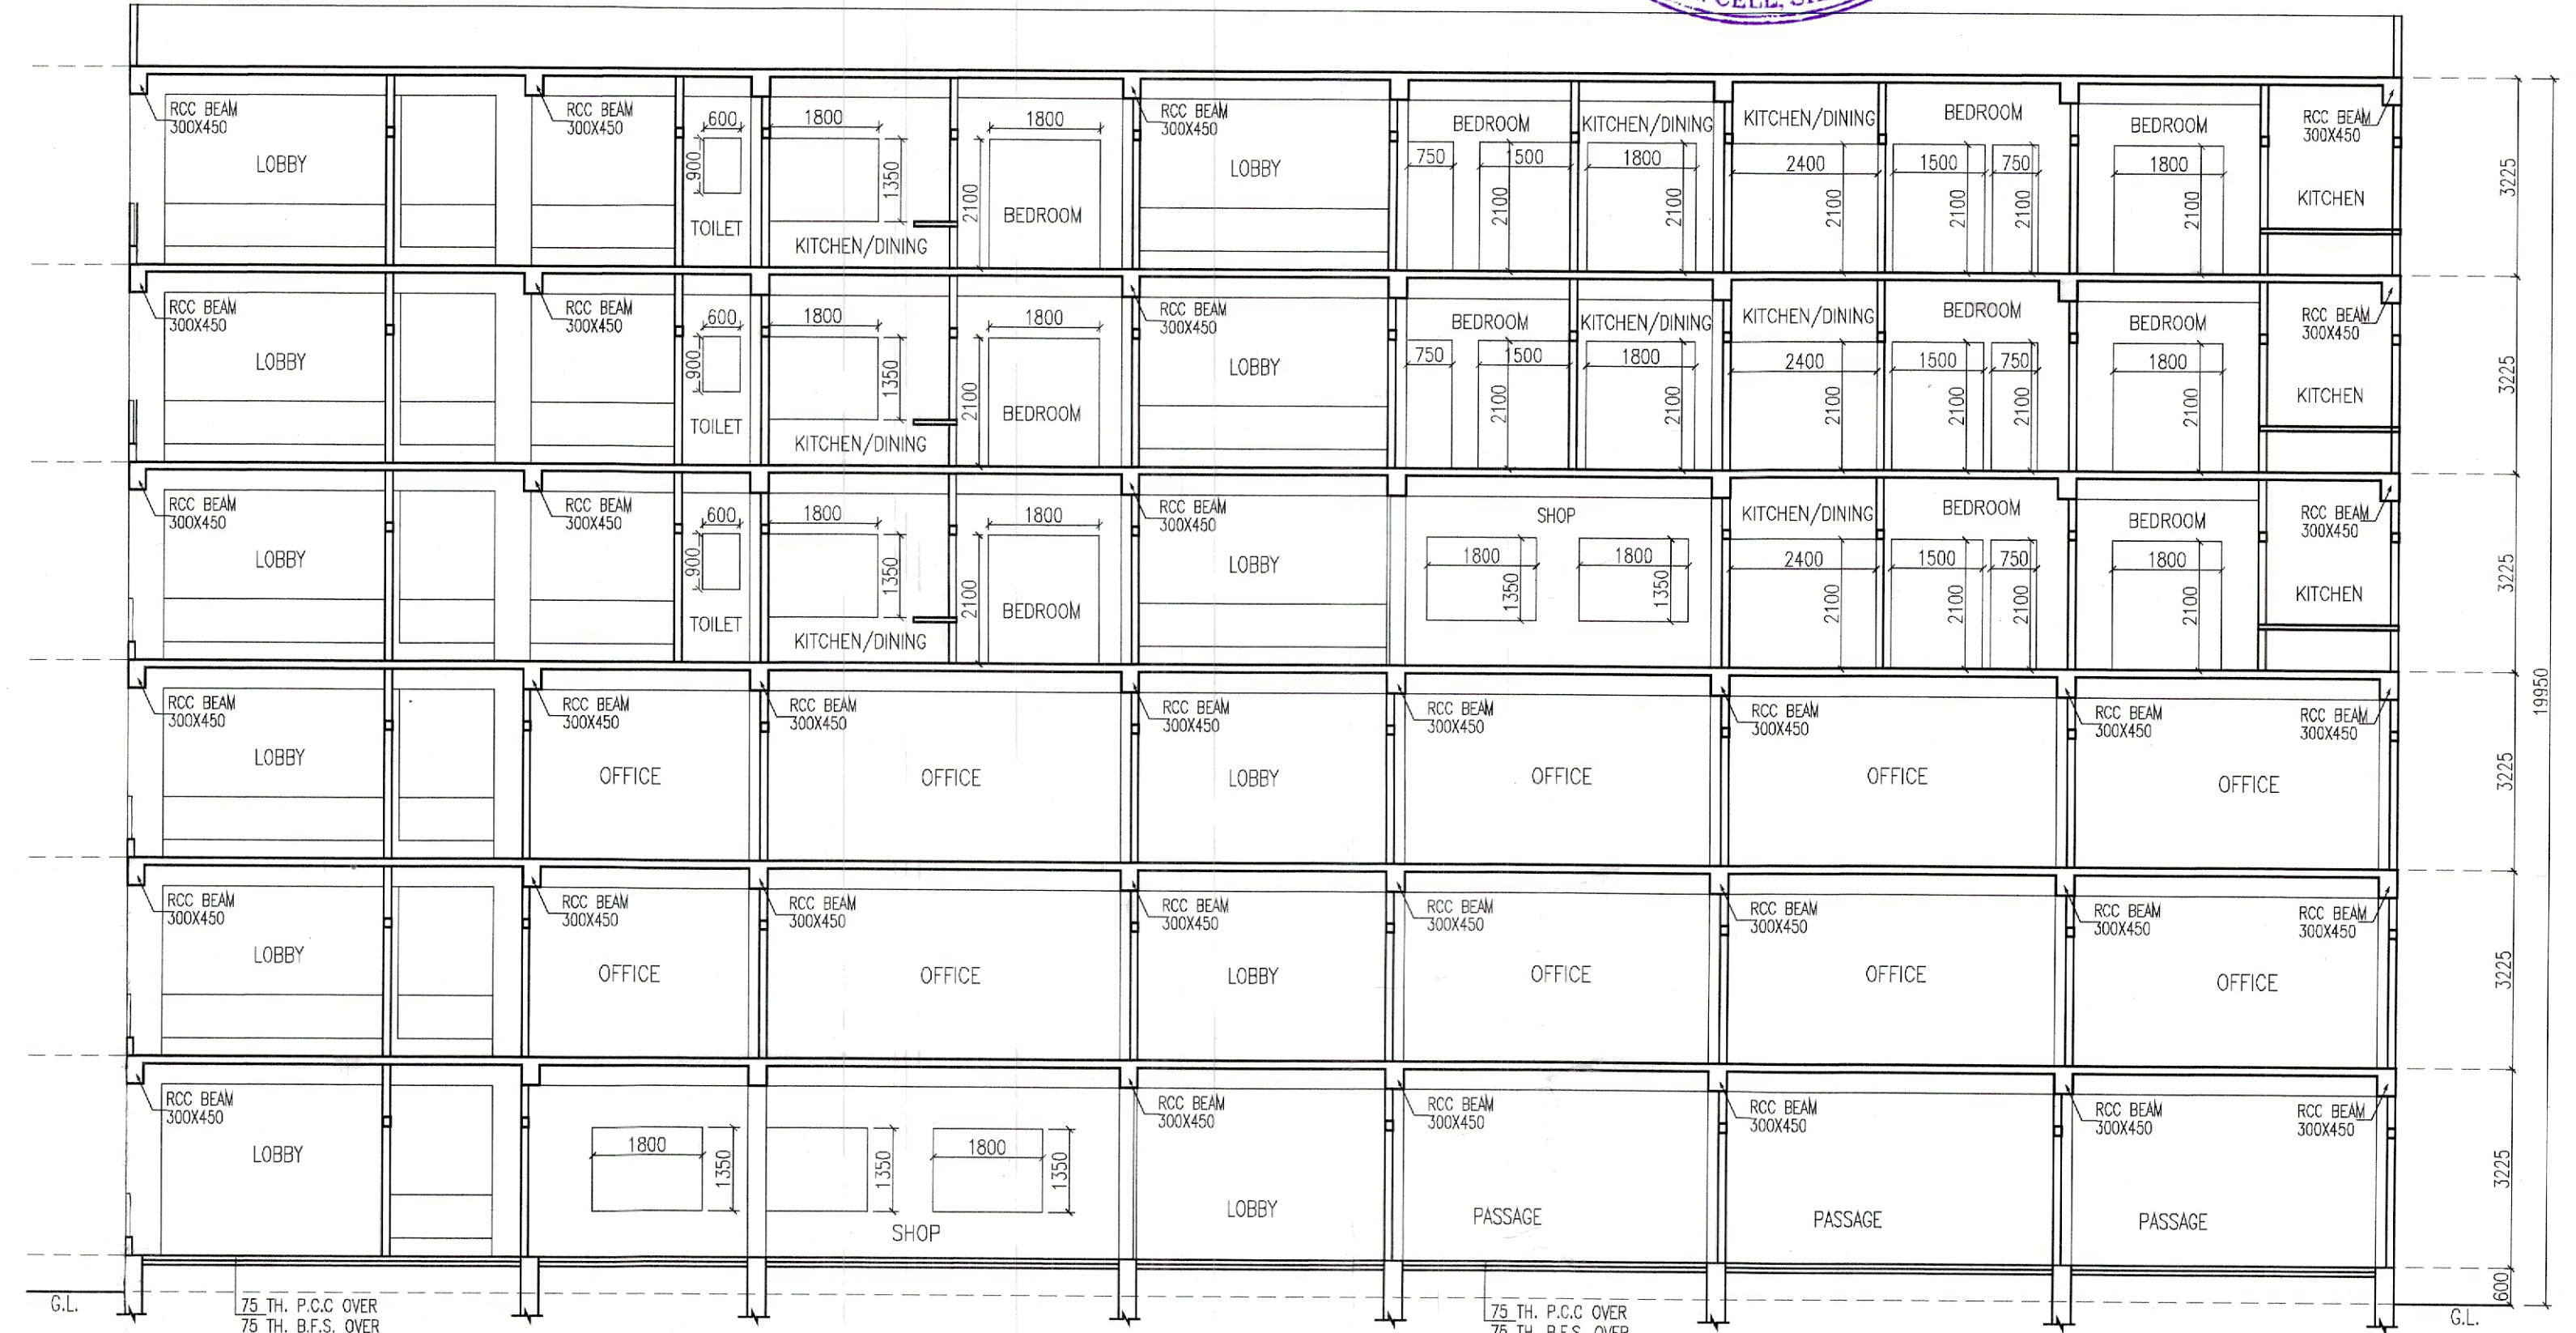 CELL,
RCC BEAM
300X450
LOBBY
RCC BEAM
300X450
600
900
TOILET
1800
1350
KITCHEN/DINING
1800
2100
BEDROOM
RCC BEAM
300X450
LOBBY
BEDROOM
750
1500
2100
KITCHEN/DINING
1800
2100
KITCHEN/DINING
2400
2100
BEDROOM
1500
2100
750
2100
BEDROOM
1800
2100
RCC BEAM
300X450
KITCHEN
3225
RCC BEAM
300X450
LOBBY
RCC BEAM
300X450
600
900
TOILET
1800
1350
KITCHEN/DINING
1800
2100
BEDROOM
RCC BEAM
300X450
LOBBY
BEDROOM
750
1500
2100
KITCHEN/DINING
1800
2100
KITCHEN/DINING
2400
2100
BEDROOM
1500
2100
750
2100
BEDROOM
1800
2100
RCC BEAM
300X450
KITCHEN
3225
RCC BEAM
300X450
LOBBY
RCC BEAM
300X450
600
900
TOILET
1800
1350
KITCHEN/DINING
1800
2100
BEDROOM
RCC BEAM
300X450
LOBBY
SHOP
1800
1350
1800
1350
KITCHEN/DINING
2400
2100
BEDROOM
1500
2100
750
2100
BEDROOM
1800
2100
RCC BEAM
300X450
KITCHEN
3225
19950
RCC BEAM
300X450
LOBBY
RCC BEAM
300X450
OFFICE
RCC BEAM
300X450
OFFICE
RCC BEAM
300X450
LOBBY
RCC BEAM
300X450
OFFICE
RCC BEAM
300X450
OFFICE
RCC BEAM
300X450
RCC BEAM
300X450
OFFICE
3225
RCC BEAM
300X450
LOBBY
RCC BEAM
300X450
OFFICE
RCC BEAM
300X450
OFFICE
RCC BEAM
300X450
LOBBY
RCC BEAM
300X450
OFFICE
RCC BEAM
300X450
OFFICE
RCC BEAM
300X450
RCC BEAM
300X450
OFFICE
3225
RCC BEAM
300X450
LOBBY
1800
1350
1350
1800
1350
SHOP
RCC BEAM
300X450
LOBBY
RCC BEAM
300X450
PASSAGE
RCC BEAM
300X450
PASSAGE
RCC BEAM
300X450
RCC BEAM
300X450
PASSAGE
3225
600
G.L.
75 TH. P.C.C OVER
75 TH. B.F.S. OVER
75 TH. P.C.C OVER
75 TH. B.F.S. OVER
G.L.